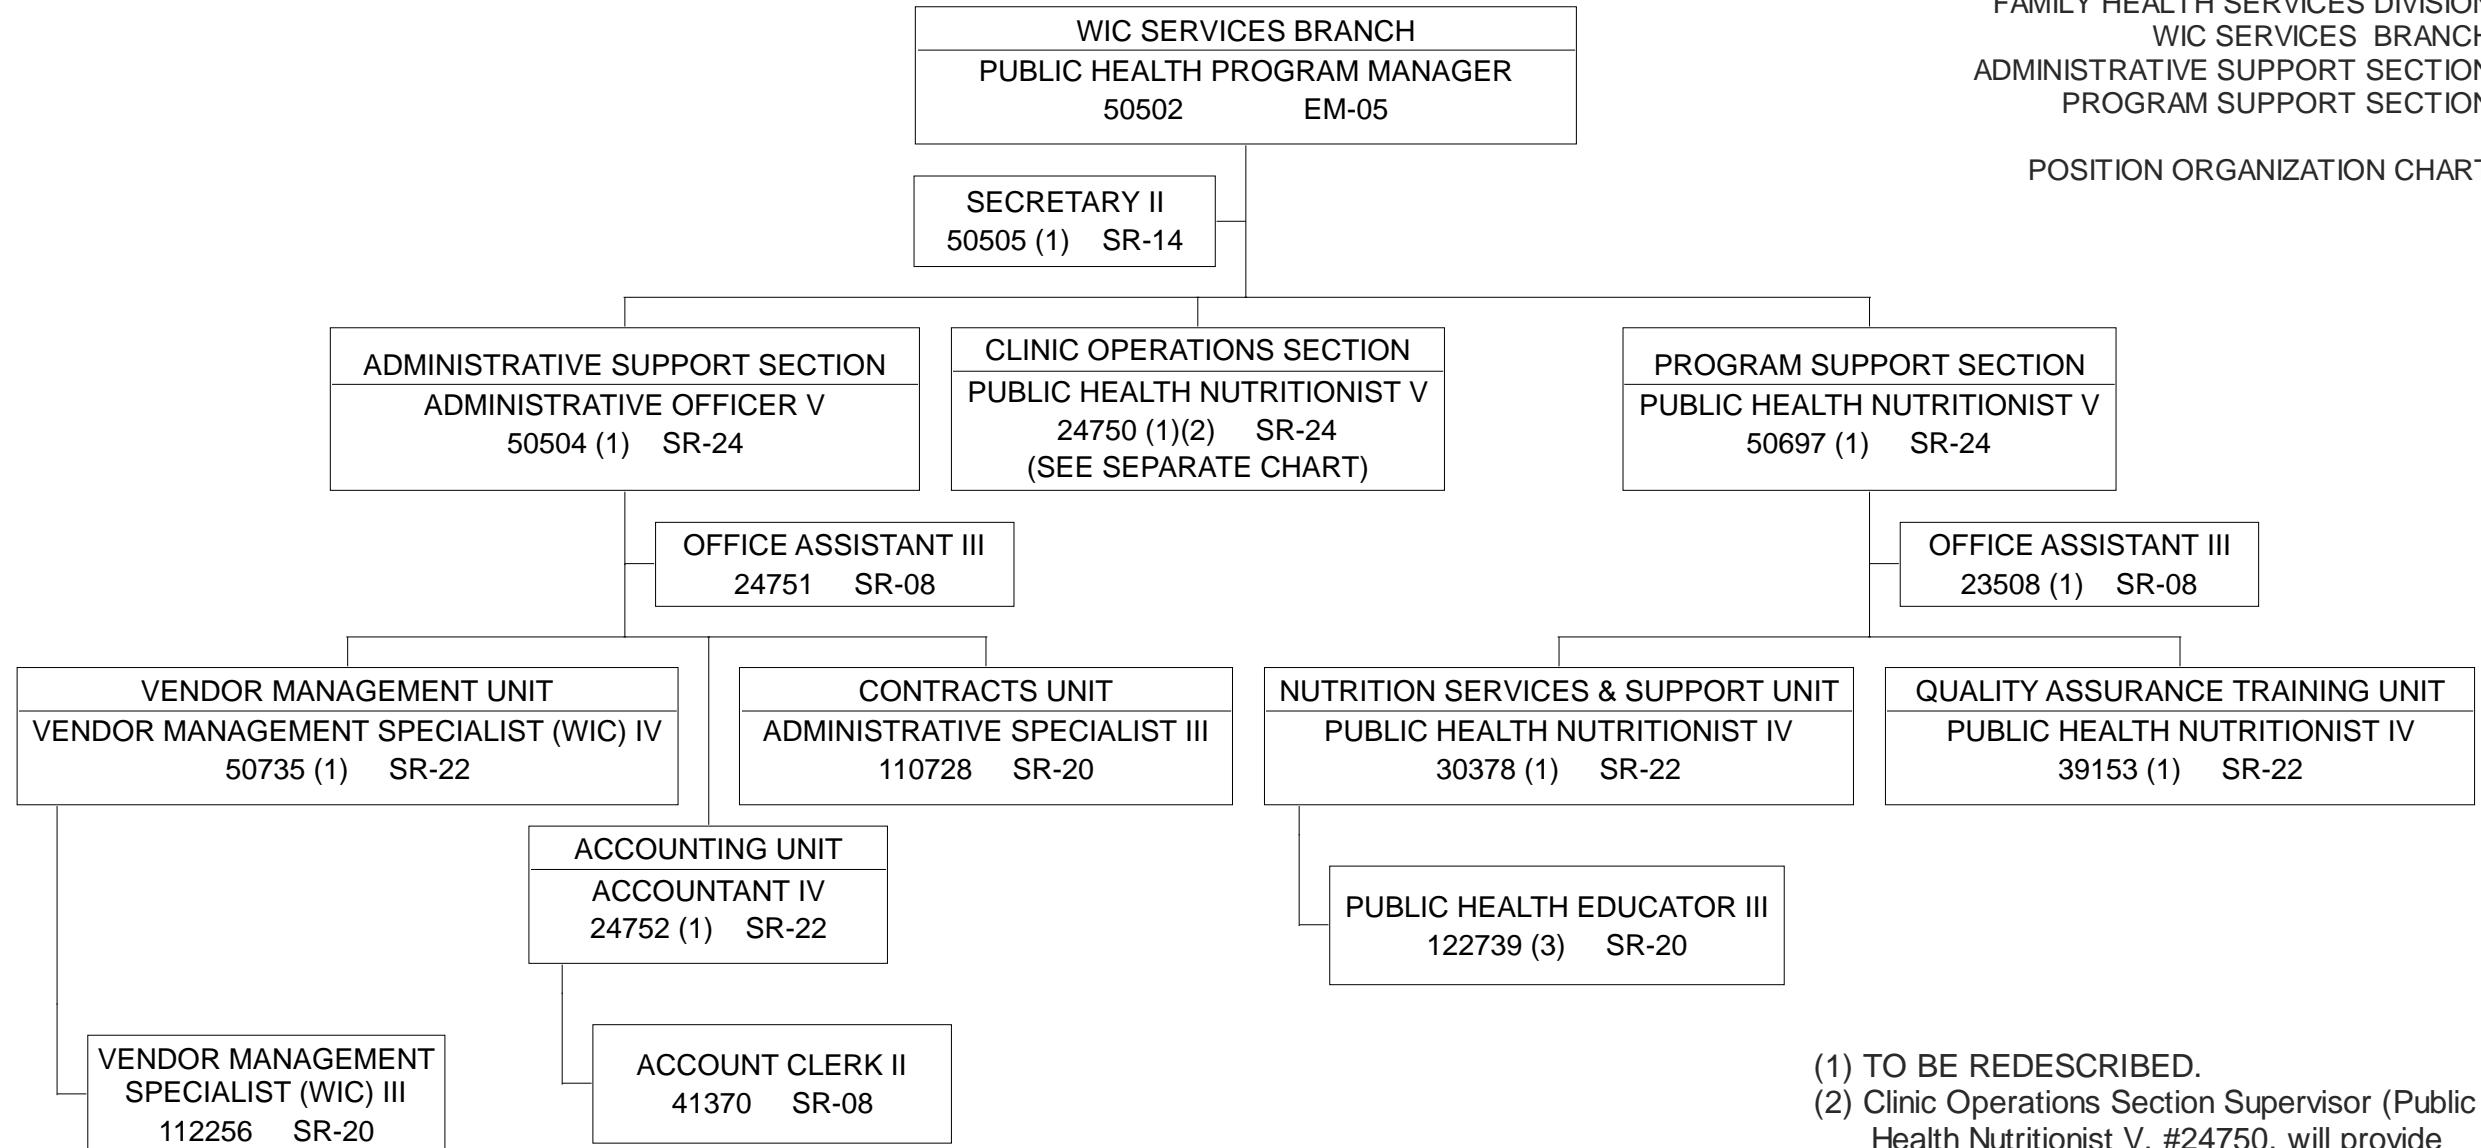 FAMILY HEALTH SERVICES DIVISION
WIC SERVICES BRANCH
ADMINISTRATIVE SUPPORT SECTION
PROGRAM SUPPORT SECTION
POSITION ORGANIZATION CHART
WIC SERVICES BRANCH
PUBLIC HEALTH PROGRAM MANAGER
50502 EM-05
SECRETARY II
50505 (1) SR-14
ADMINISTRATIVE SUPPORT SECTION
ADMINISTRATIVE OFFICER V
50504 (1) SR-24
CLINIC OPERATIONS SECTION
PUBLIC HEALTH NUTRITIONIST V
24750 (1)(2) SR-24
(SEE SEPARATE CHART)
PROGRAM SUPPORT SECTION
PUBLIC HEALTH NUTRITIONIST V
50697 (1) SR-24
OFFICE ASSISTANT III
24751 SR-08
OFFICE ASSISTANT III
23508 (1) SR-08
VENDOR MANAGEMENT UNIT
VENDOR MANAGEMENT SPECIALIST (WIC) IV
50735 (1) SR-22
CONTRACTS UNIT
ADMINISTRATIVE SPECIALIST III
110728 SR-20
NUTRITION SERVICES & SUPPORT UNIT
PUBLIC HEALTH NUTRITIONIST IV
30378 (1) SR-22
QUALITY ASSURANCE TRAINING UNIT
PUBLIC HEALTH NUTRITIONIST IV
39153 (1) SR-22
ACCOUNTING UNIT
ACCOUNTANT IV
24752 (1) SR-22
PUBLIC HEALTH EDUCATOR III
122739 (3) SR-20
VENDOR MANAGEMENT
SPECIALIST (WIC) III
112256 SR-20
ACCOUNT CLERK II
41370 SR-08
(1) TO BE REDESCRIBED.
(2) Clinic Operations Section Supervisor (Public
Health Nutritionist V, #24750, will provide